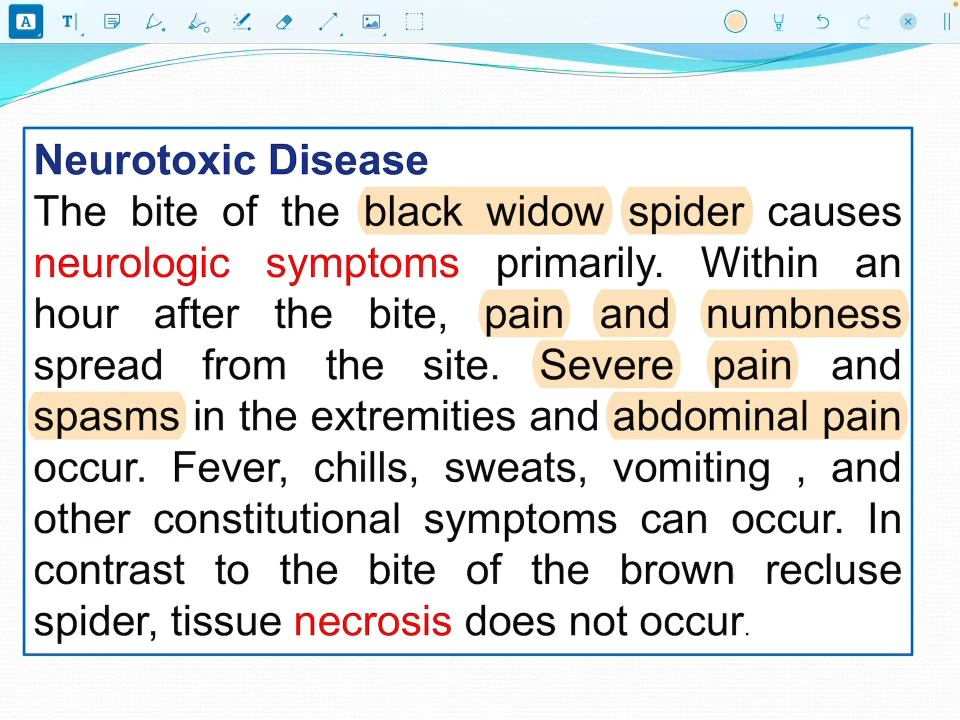 Neurotoxic Disease
The bite of the black widow spider causes
neurologic symptoms primarily. Within an
hour after the bite, pain and numbness
spread from the site. Severe pain and
spasms in the extremities and abdominal pain
occur. Fever, chills, sweats, vomiting , and
other constitutional symptoms can occur. In
contrast to the bite of the brown recluse
spider, tissue necrosis does not occur.